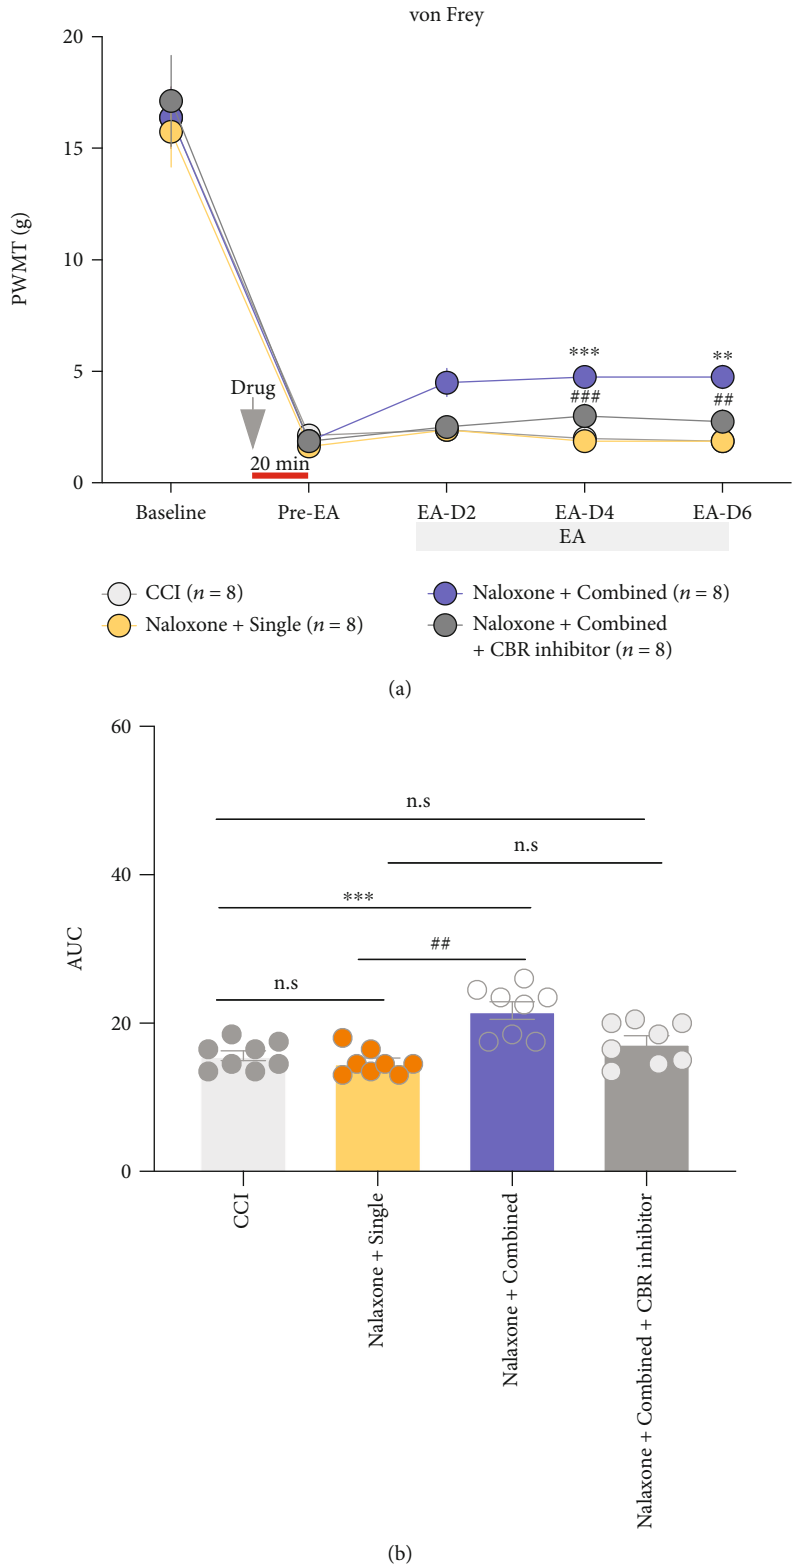 von Frey
20
15
10
5
0
PWMT (g)
Drug
20 min
***
**
###
##
Baseline
Pre-EA
EA-D2
EA-D4
EA-D6
EA
CCI (n = 8)
Naloxone + Single (n = 8)
Naloxone + Combined (n = 8)
Naloxone + Combined
+ CBR inhibitor (n = 8)
(a)
60
40
20
0
AUC
n.s
n.s
***
##
n.s
CCI
Nalaxone + Single
Nalaxone + Combined
Nalaxone + Combined + CBR inhibitor
(b)